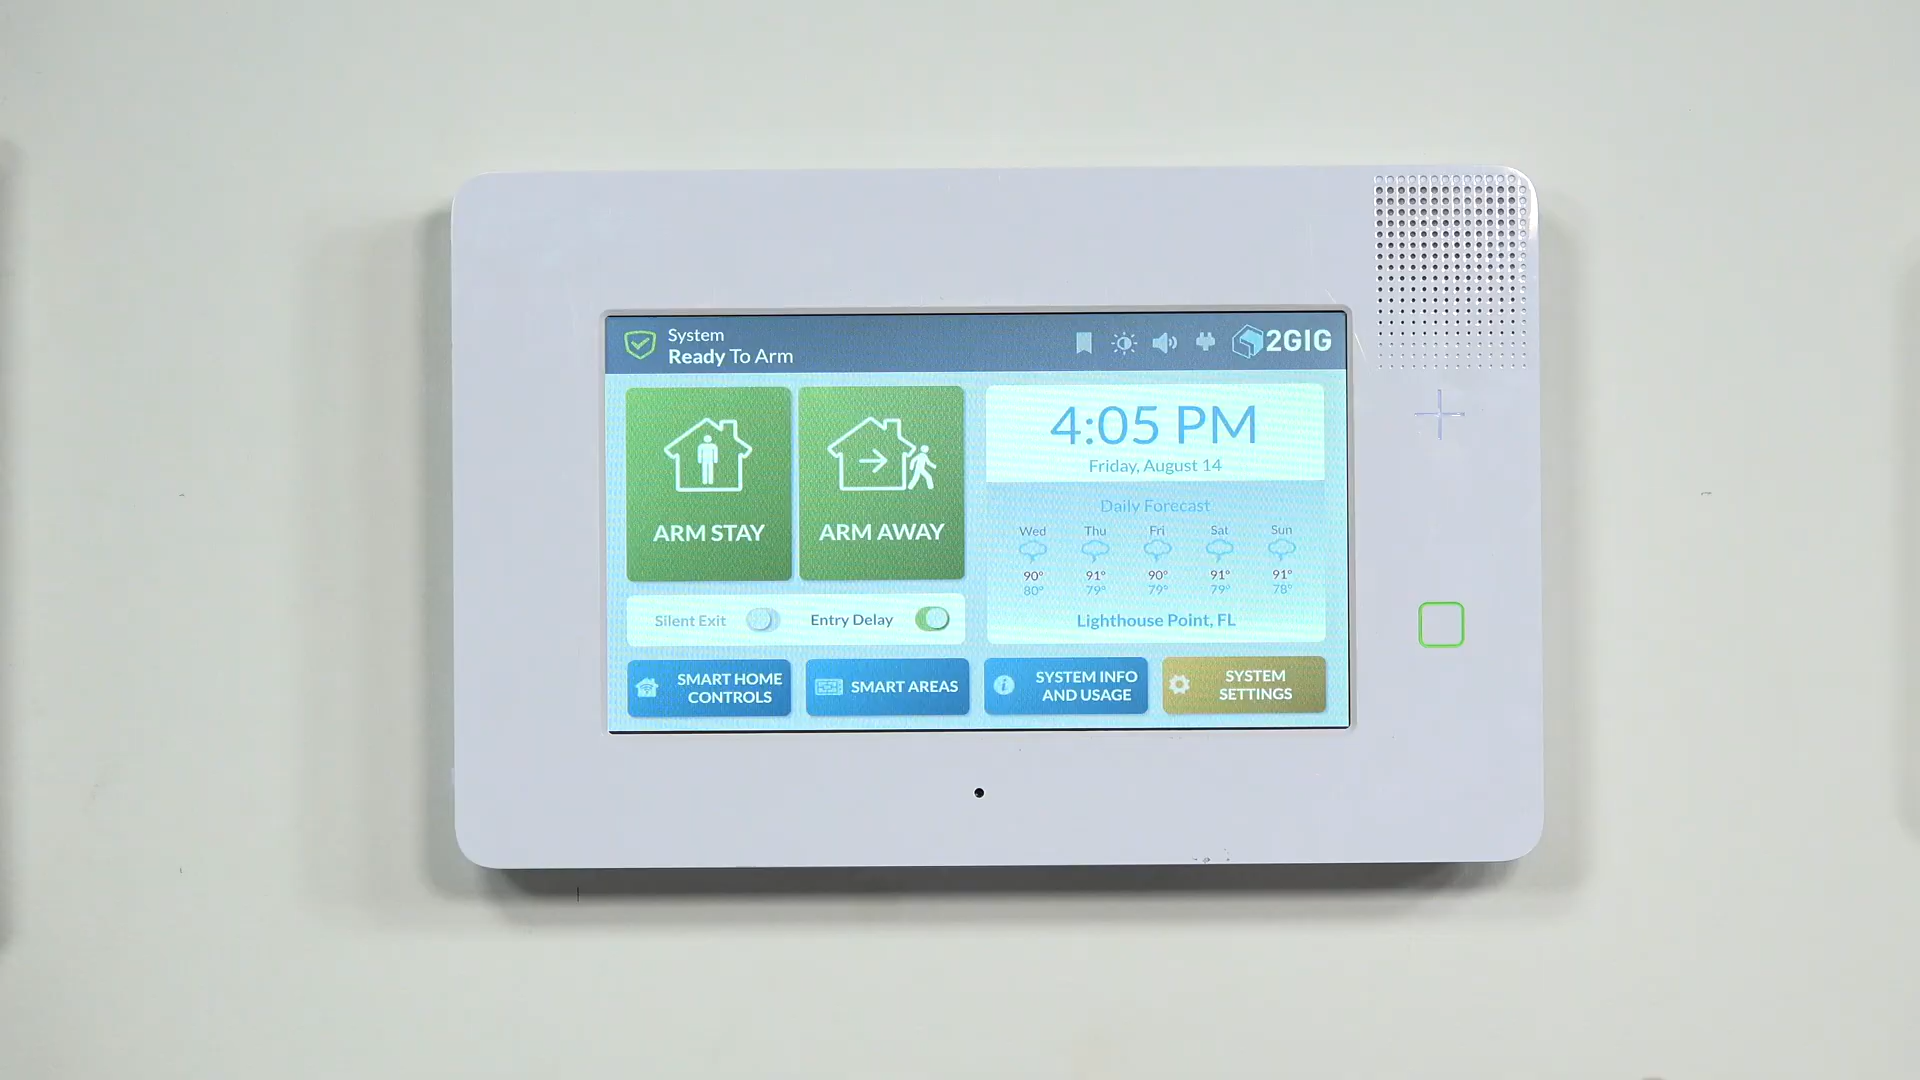 System
Ready To Arm
2GIG
ARM STAY
ARM AWAY
4:05 PM
Friday, August 14
Daily Forecast
Wed Thu Fri Sat Sun
90° 91° 90° 91° 91°
80° 79° 79° 79° 78°
Lighthouse Point, FL
Silent Exit
Entry Delay
SMART HOME
CONTROLS
SMART AREAS
SYSTEM INFO
AND USAGE
SYSTEM
SETTINGS